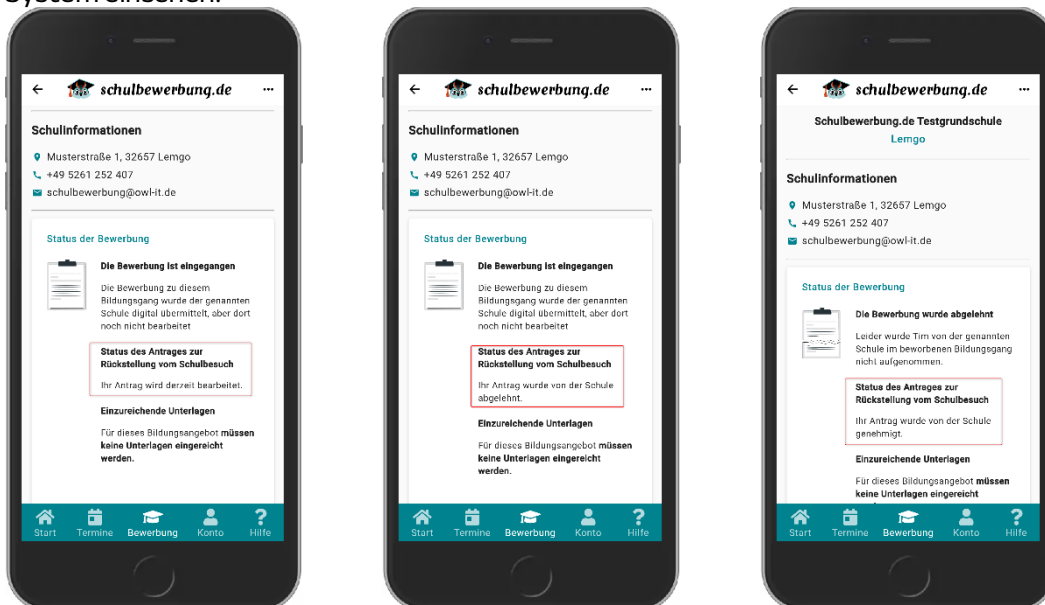 System einsehen.
schulbewerbung.de
Schulinformationen
Musterstraße 1, 32657 Lemgo
+49 5261 252 407
schulbewerbung@owl-it.de
Status der Bewerbung
Die Bewerbung ist eingegangen
Die Bewerbung zu diesem
Bildungsgang wurde der genannten
Schule digital übermittelt, aber dort
noch nicht bearbeitet
Status des Antrages zur
Rückstellung vom Schulbesuch
Ihr Antrag wird derzeit bearbeitet.
Einzureichende Unterlagen
Für dieses Bildungsangebot müssen
keine Unterlagen eingereicht
werden.
Start Termine Bewerbung Konto Hilfe
schulbewerbung.de
Schulinformationen
Musterstraße 1, 32657 Lemgo
+49 5261 252 407
schulbewerbung@owl-it.de
Status der Bewerbung
Die Bewerbung ist eingegangen
Die Bewerbung zu diesem
Bildungsgang wurde der genannten
Schule digital übermittelt, aber dort
noch nicht bearbeitet
Status des Antrages zur
Rückstellung vom Schulbesuch
Ihr Antrag wurde von der Schule
abgelehnt.
Einzureichende Unterlagen
Für dieses Bildungsangebot müssen
keine Unterlagen eingereicht
werden.
Start Termine Bewerbung Konto Hilfe
schulbewerbung.de
Schulbewerbung.de Testgrundschule
Lemgo
Schulinformationen
Musterstraße 1, 32657 Lemgo
+49 5261 252 407
schulbewerbung@owl-it.de
Status der Bewerbung
Die Bewerbung wurde abgelehnt
Leider wurde Tim von der genannten
Schule im beworbenen Bildungsgang
nicht aufgenommen.
Status des Antrages zur
Rückstellung vom Schulbesuch
Ihr Antrag wurde von der Schule
genehmigt.
Einzureichende Unterlagen
Für dieses Bildungsangebot müssen
keine Unterlagen eingereicht
Start Termine Bewerbung Konto Hilfe